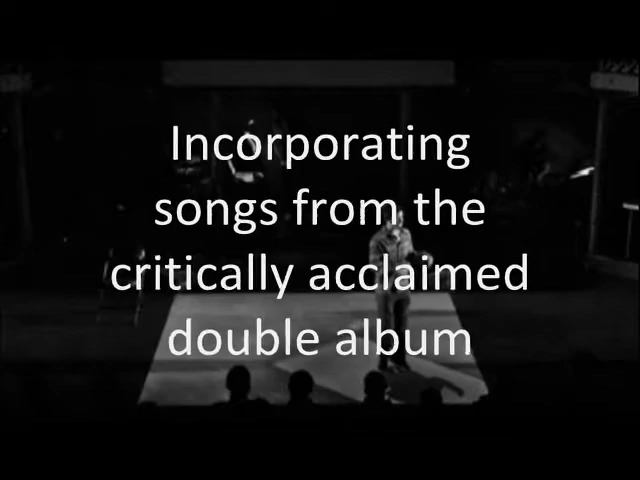 Incorporating
songs from the
critically acclaimed
double album